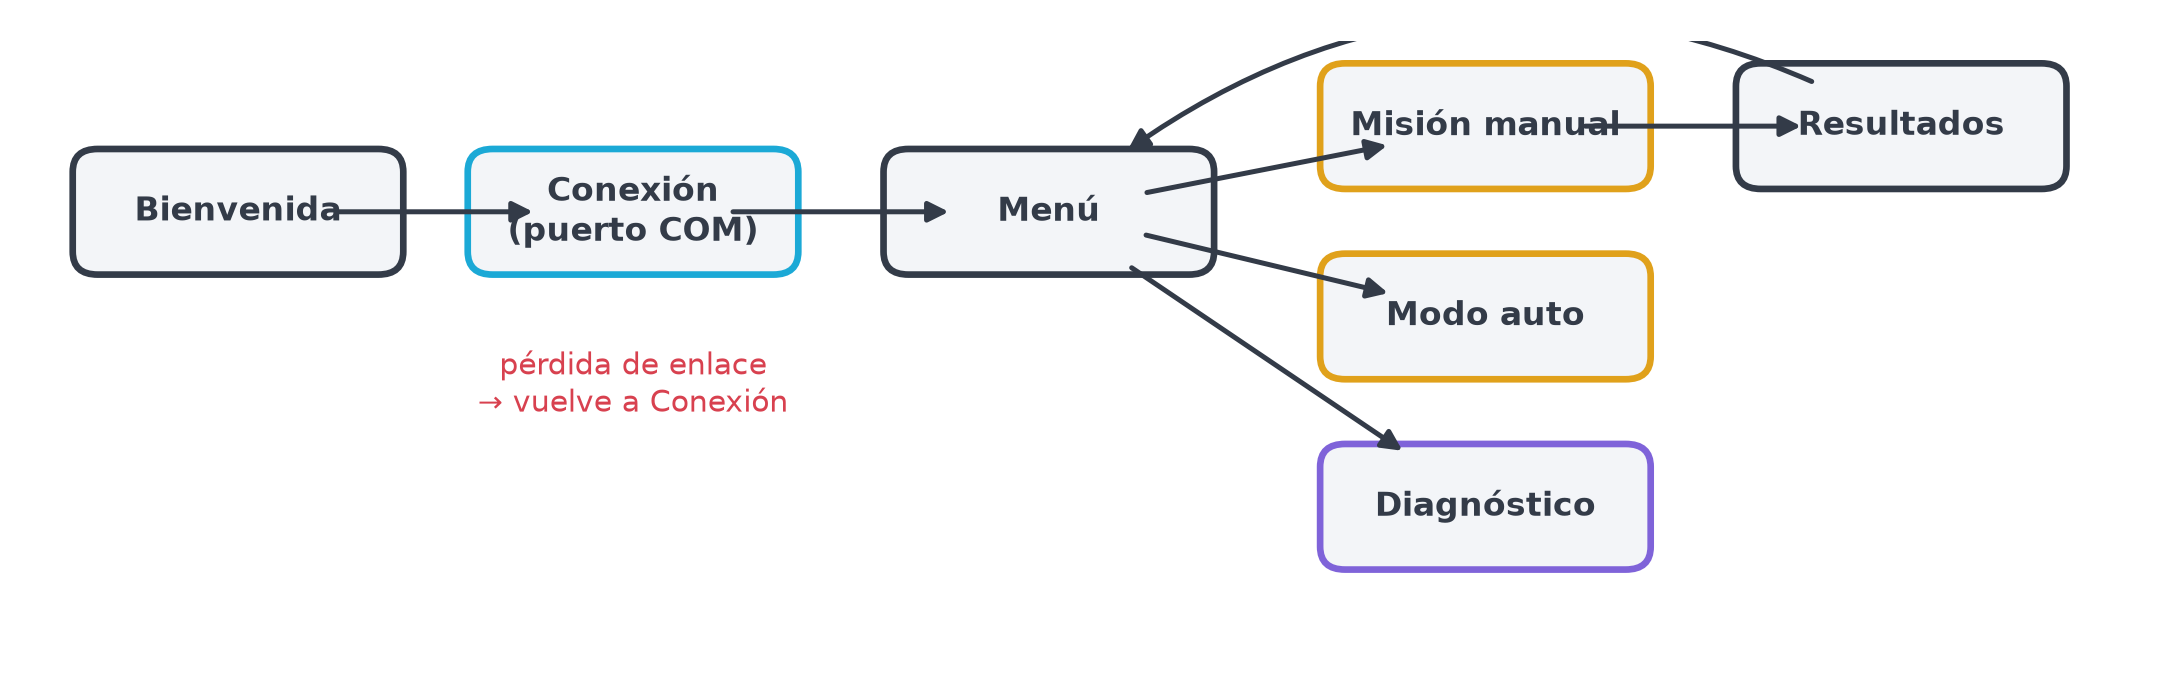 Bienvenida
Conexión
(puerto COM)
Menú
Misión manual
Resultados
Modo auto
Diagnóstico
pérdida de enlace
→ vuelve a Conexión